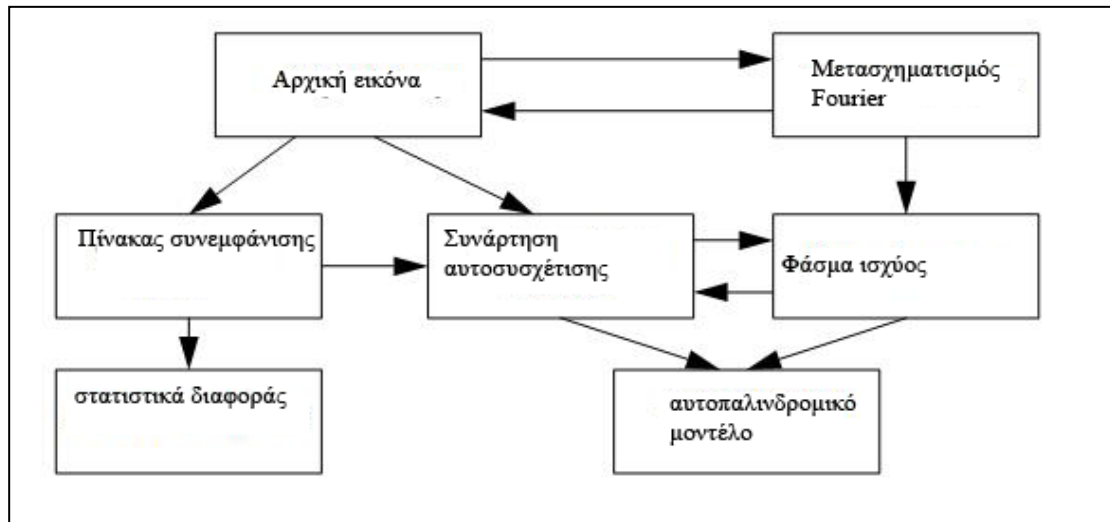 Αρχική εικόνα
Μετασχηματισμός
Fourier
Πίνακας συνεμφάνισης
Συνάρτηση
αυτοσυσχέτισης
Φάσμα ισχύος
στατιστικά διαφοράς
αυτοπαλινδρομικό
μοντέλο